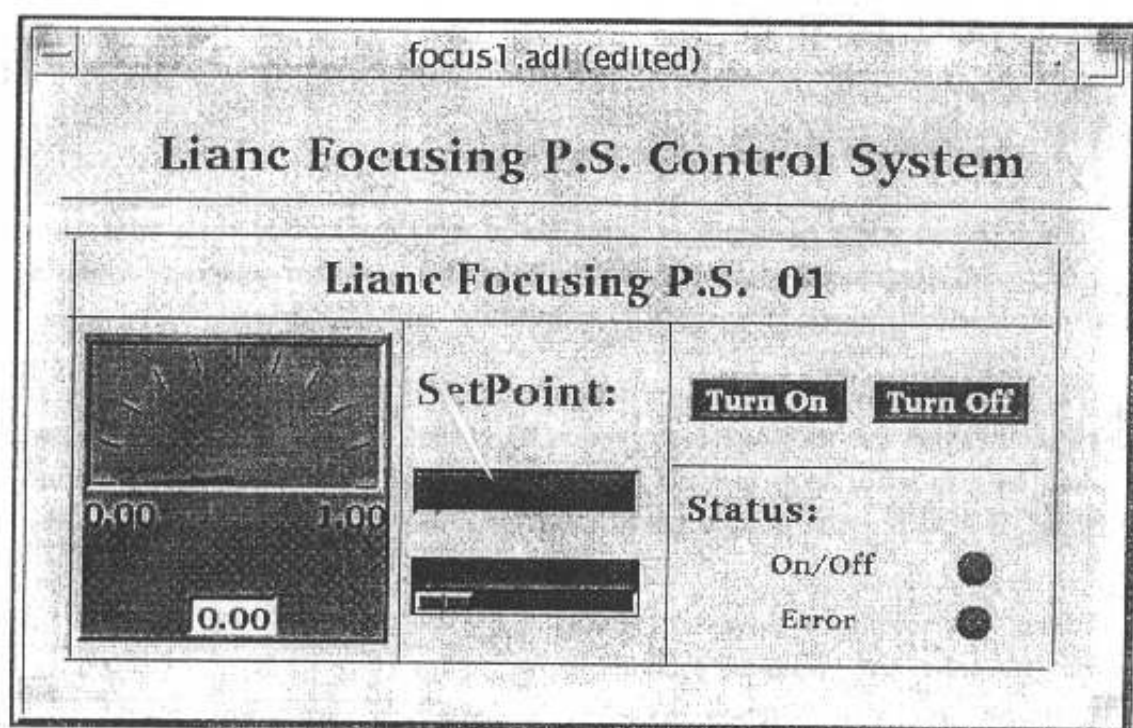 focus1.adl (edited)
Lianc Focusing P.S. Control System
Lianc Focusing P.S. 01
SetPoint:
Turn On Turn Off
0.00 1.00
0.00
Status:
On/Off
Error